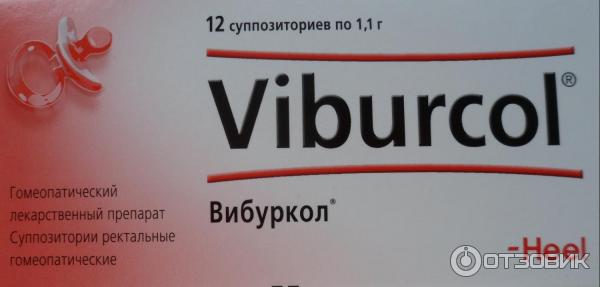 12 суппозиториев по 1,1 г
Viburcol®
Вибуркол®
Гомеопатический
лекарственный препарат
Суппозитории ректальные
гомеопатические
-Heel
ОТЗОВИК